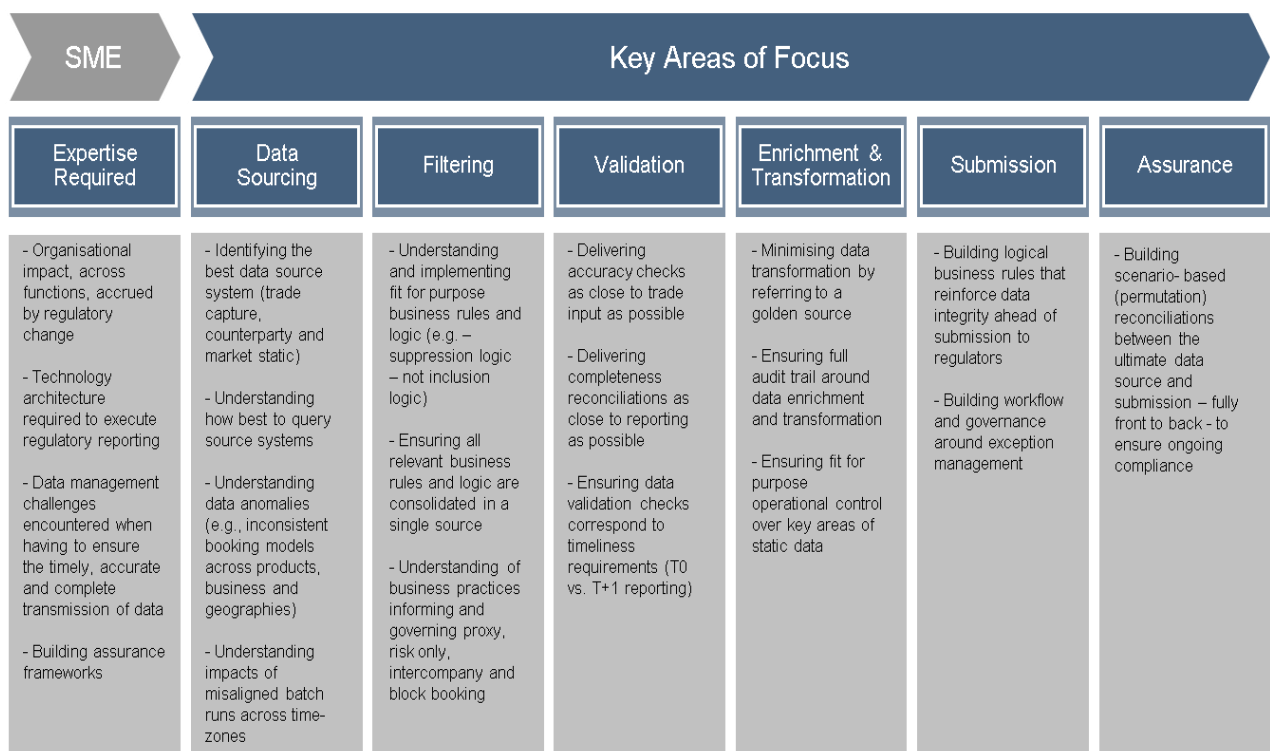 SME
Key Areas of Focus
Expertise
Required
Data
Sourcing
Filtering
Validation
Enrichment &
Transformation
Submission
Assurance
- Organisational
impact, across
functions, accrued
by regulatory
change
- Technology
architecture
required to execute
regulatory reporting
- Data management
challenges
encountered when
having to ensure
the timely, accurate
and complete
transmission of data
- Building assurance
frameworks
- Identifying the
best data source
system (trade
capture,
counterparty and
market static)
- Understanding
how best to query
source systems
- Understanding
data anomalies
(e.g., inconsistent
booking models
across products,
business and
geographies)
- Understanding
impacts of
misaligned batch
runs across time-
zones
- Understanding
and implementing
fit for purpose
business rules and
logic (e.g. –
suppression logic
– not inclusion
logic)
- Ensuring all
relevant business
rules and logic are
consolidated in a
single source
- Understanding of
business practices
informing and
governing proxy,
risk only,
intercompany and
block booking
- Delivering
accuracy checks
as close to trade
input as possible
- Delivering
completeness
reconciliations as
close to reporting
as possible
- Ensuring data
validation checks
correspond to
timeliness
requirements (T0
vs. T+1 reporting)
- Minimising data
transformation by
referring to a
golden source
- Ensuring full
audit trail around
data enrichment
and transformation
- Ensuring fit for
purpose
operational control
over key areas of
static data
- Building logical
business rules that
reinforce data
integrity ahead of
submission to
regulators
- Building workflow
and governance
around exception
management
- Building
scenario- based
(permutation)
reconciliations
between the
ultimate data
source and
submission – fully
front to back - to
ensure ongoing
compliance